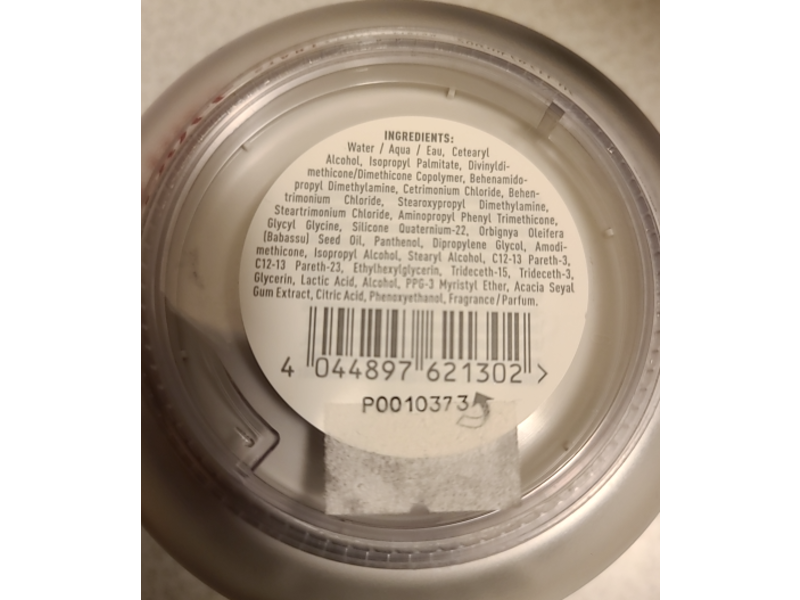 INGREDIENTS:
Water / Aqua / Eau, Cetearyl
Alcohol, Isopropyl Palmitate, Divinyldi-
methicone/Dimethicone Copolymer, Behenamido-
propyl Dimethylamine, Cetrimonium Chloride, Behen-
trimonium Chloride, Stearoxypropyl Dimethylamine,
Steartrimonium Chloride, Aminopropyl Phenyl Trimethicone,
Glycyl Glycine, Silicone Quaternium-22, Orbignya Oleifera
(Babassu) Seed Oil, Panthenol, Dipropylene Glycol, Amodi-
methicone, Isopropyl Alcohol, Stearyl Alcohol, C12-13 Pareth-3,
C12-13 Pareth-23, Ethylhexylglycerin, Trideceth-15, Trideceth-3,
Glycerin, Lactic Acid, Alcohol, PPG-3 Myristyl Ether, Acacia Seyal
Gum Extract, Citric Acid, Phenoxyethanol, Fragrance/Parfum.
4 044897 621302 >
P0010373